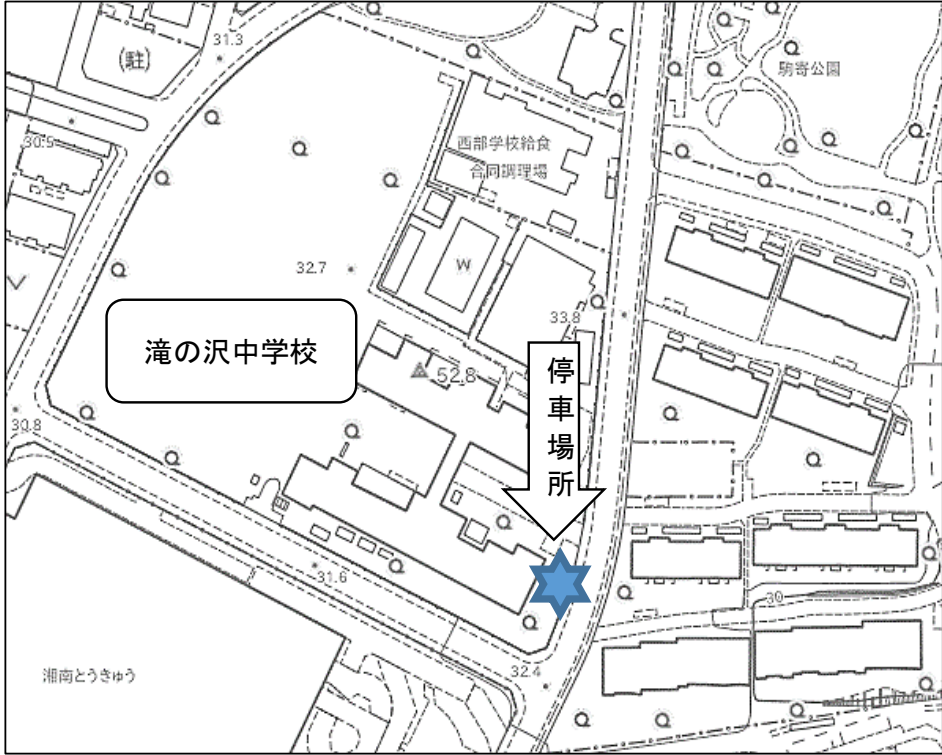 31.3
(駐)
駒寄公園
30.5
西部学校給食
合同調理場
32.7
W
33.8
滝の沢中学校
52.8
停車場所
30.8
31.6
30
32.4
湘南とうきゅう